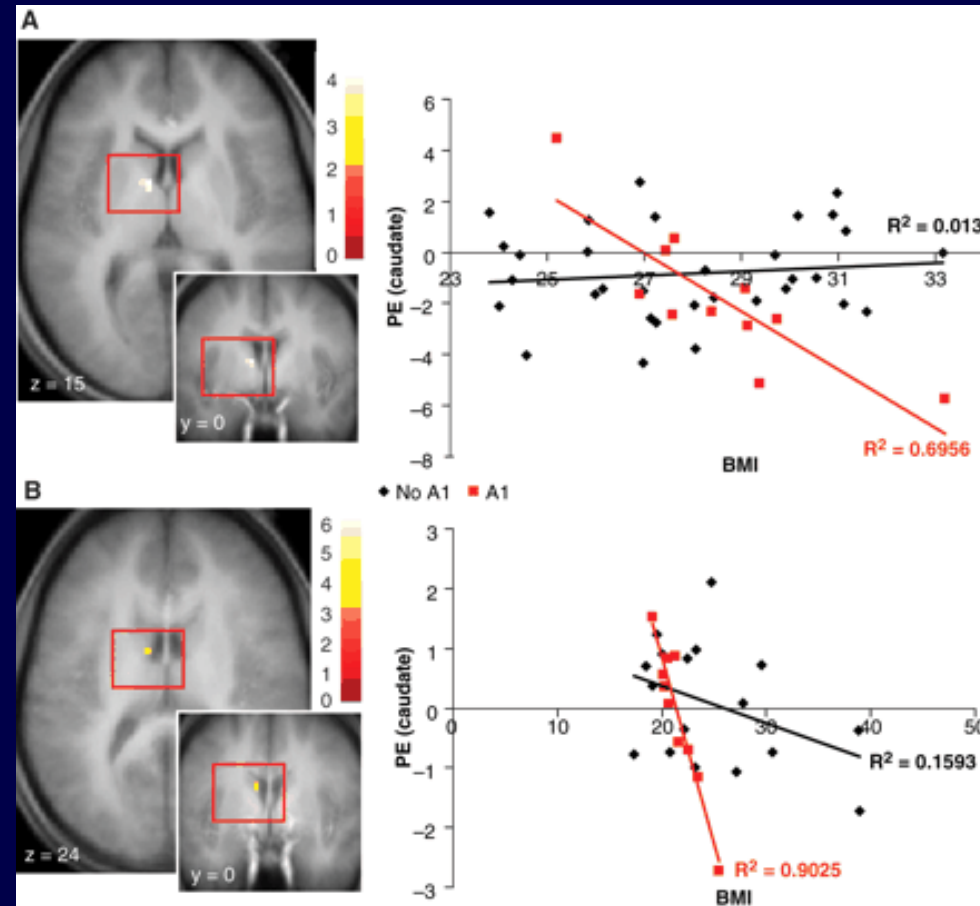 A
4
3
2
1
0
z = 15
y = 0
6
4
2
0
–2
–4
–6
–8
PE (caudate)
23
25
27
29
31
33
R² = 0.013
R² = 0.6956
BMI
No A1
A1
B
6
5
4
3
2
1
0
z = 24
y = 0
3
2
1
0
–1
–2
–3
PE (caudate)
0
10
20
30
40
50
R² = 0.1593
R² = 0.9025
BMI